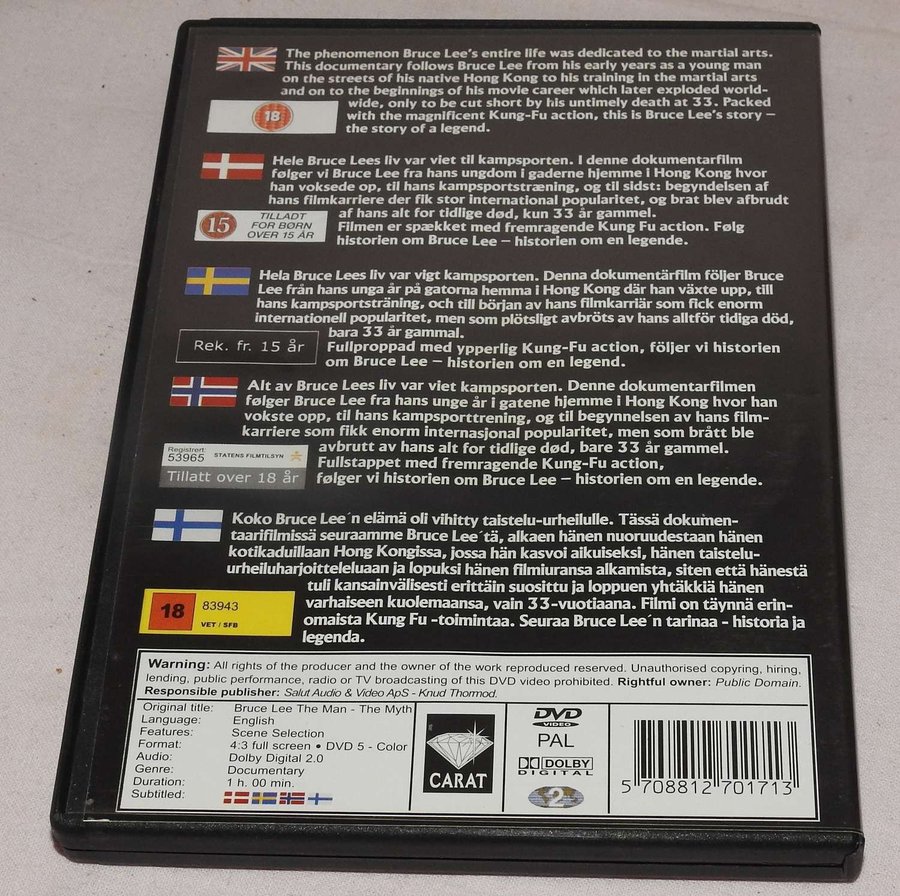 The phenomenon Bruce Lee's entire life was dedicated to the martial arts.
This documentary follows Bruce Lee from his early years as a young man
on the streets of his native Hong Kong to his training in the martial arts
and on to the beginnings of his movie career which later exploded world-
wide, only to be cut short by his untimely death at 33. Packed
18
with the magnificent Kung-Fu action, this is Bruce Lee's story –
the story of a legend.
Hele Bruce Lees liv var viet til kampsporten. I denne dokumentarfilm
følger vi Bruce Lee fra hans ungdom i gaderne hjemme i Hong Kong hvor
han voksede op, til hans kampsportstræning, og til sidst: begyndelsen af
hans filmkarriere der fik stor international popularitet, og brat blev afbrudt
af hans alt for tidlige død, kun 33 år gammel.
15
TILLADT
FOR BØRN
OVER 15 ÅR
Filmen er spækket med fremragende Kung Fu action. Følg
historien om Bruce Lee – historien om en legende.
Hela Bruce Lees liv var vigt kampsporten. Denna dokumentärfilm följer Bruce
Lee från hans unga år på gatorna hemma i Hong Kong där han växte upp, till
hans kampsportsträning, och till början av hans filmkarriär som fick enorm
internationell popularitet, men som plötsligt avbröts av hans alltför tidiga död,
bara 33 år gammal.
Rek. fr. 15 år
Fullproppad med ypperlig Kung-Fu action, följer vi historien
om Bruce Lee – historien om en legend.
Alt av Bruce Lees liv var viet kampsporten. Denne dokumentarfilmen
følger Bruce Lee fra hans unge år i gatene hjemme i Hong Kong hvor han
vokste opp, til hans kampsporttrening, og til begynnelsen av hans film-
karriere som fikk enorm internasjonal popularitet, men som brått ble
avbrutt av hans alt for tidlige død, bare 33 år gammel.
Registrert:
53965 STATENS FILMTILSYN
Tillatt over 18 år
Fullstappet med fremragende Kung-Fu action,
følger vi historien om Bruce Lee – historien om en legende.
Koko Bruce Lee´n elämä oli vihitty taistelu-urheilulle. Tässä dokumen-
taarifilmissä seuraamme Bruce Lee´tä, alkaen hänen nuoruudestaan hänen
kotikaduillaan Hong Kongissa, jossa hän kasvoi aikuiseksi, hänen taistelu-
urheiluharjoitteleluaan ja lopuksi hänen filmiuransa alkamista, siten että hänestä
tuli kansainvälisesti erittäin suosittu ja loppuen yhtäkkiä hänen
18 83943
VET / SFB
varhaiseen kuolemaansa, vain 33-vuotiaana. Filmi on täynnä erin-
omaista Kung Fu -toimintaa. Seuraa Bruce Lee´n tarinaa - historia ja
legenda.
Warning: All rights of the producer and the owner of the work reproduced reserved. Unauthorised copyring, hiring,
lending, public performance, radio or TV broadcasting of this DVD video prohibited. Rightful owner: Public Domain.
Responsible publisher: Salut Audio & Video ApS - Knud Thormod.
Original title: Bruce Lee The Man - The Myth
Language: English
Features: Scene Selection
Format: 4:3 full screen • DVD 5 - Color
Audio: Dolby Digital 2.0
Genre: Documentary
Duration: 1 h. 00 min.
Subtitled:
CARAT
DVD
VIDEO
PAL
DOLBY
DIGITAL
2
5 708812 701713